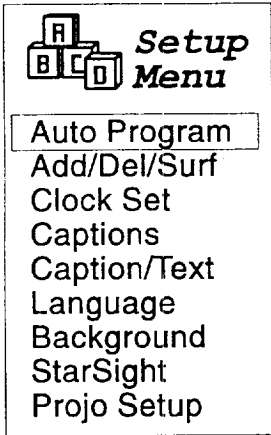 A
B C D
Setup
Menu
Auto Program
Add/Del/Surf
Clock Set
Captions
Caption/Text
Language
Background
StarSight
Projo Setup